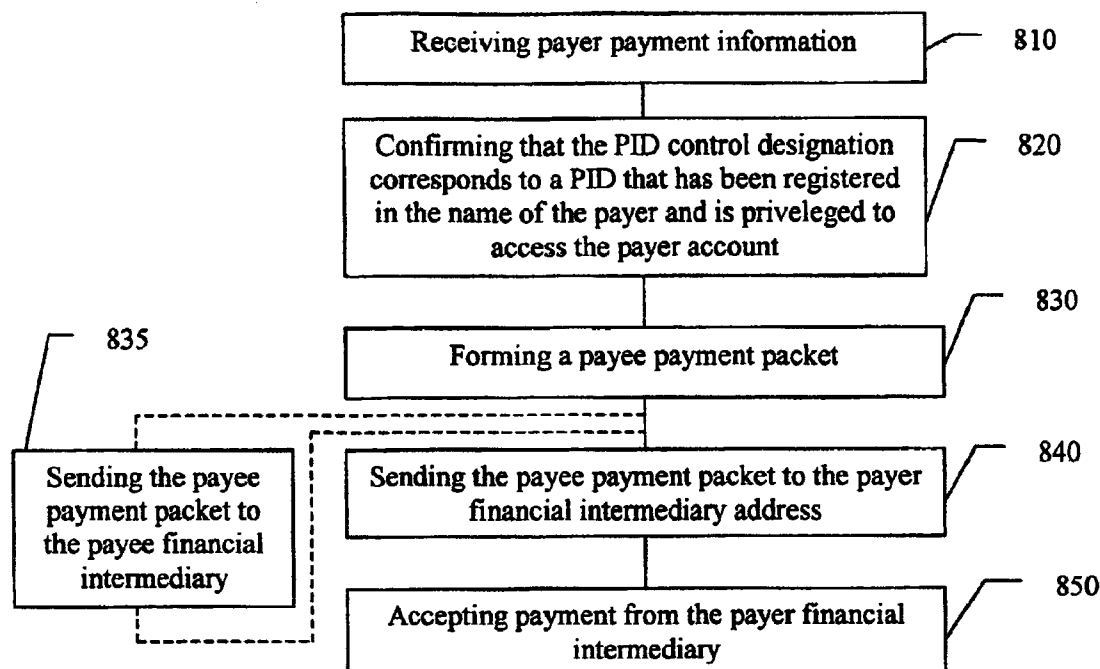 Receiving payer payment information
810
Confirming that the PID control designation
corresponds to a PID that has been registered
in the name of the payer and is priveleged to
access the payer account
820
Forming a payee payment packet
830
835
Sending the payee
payment packet to
the payee financial
intermediary
Sending the payee payment packet to the payer
financial intermediary address
840
Accepting payment from the payer financial
intermediary
850